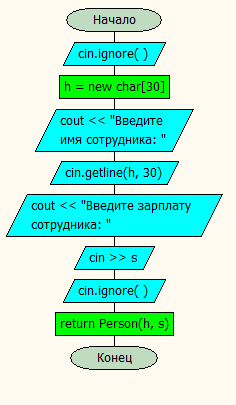 Начало
cin.ignore( )
h = new char[30]
cout << "Введите
имя сотрудника: "
cin.getline(h, 30)
cout << "Введите зарплату
сотрудника: "
cin >> s
cin.ignore( )
return Person(h, s)
Конец